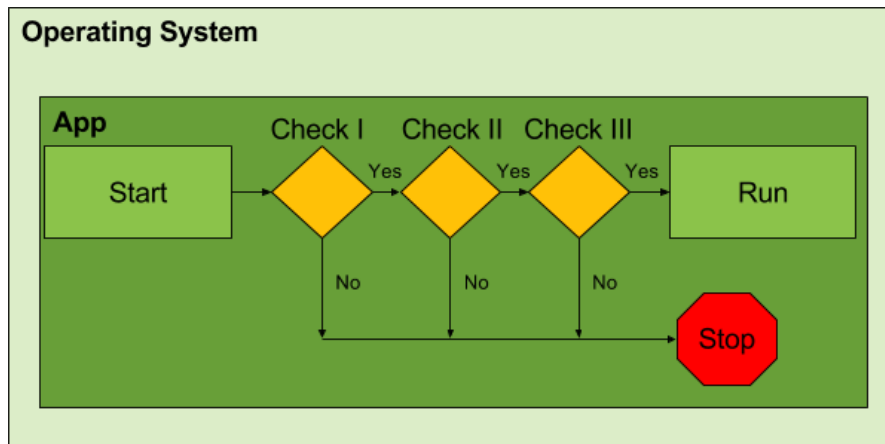 Operating System
App
Check I
Check II
Check III
Start
Yes
Yes
Yes
Run
No
No
No
Stop